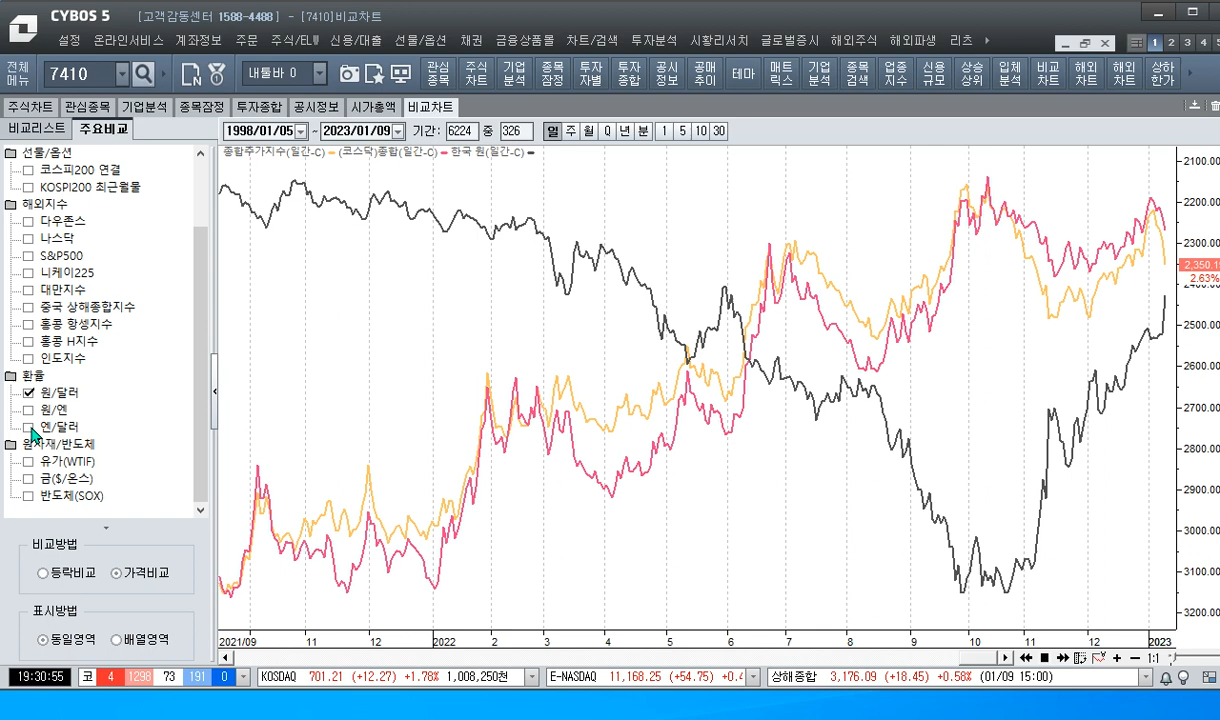 CYBOS 5 [고객감동센터 1588-4488] - [7410]비교차트
설정 온라인서비스 계좌정보 주문 주식/ELW 신용/대출 선물/옵션 채권 금융상품몰 차트/검색 투자분석 시황리서치 글로벌증시 해외주식 해외파생 리츠 1 2 3 4
전체메뉴 7410 내툴바 0 관심종목 주식차트 기업분석 종목잠정 투자자별 투자종합 공시정보 공매추이 테마 매트릭스 기업분석 종목검색 업종지수 신용규모 상승상위 입체분석 비교차트 해외차트 해외차트 상하한가
주식차트 관심종목 기업분석 종목잠정 투자종합 공시정보 시가총액 비교차트
비교리스트 주요비교 1998/01/05 ~ 2023/01/09 기간: 6224 중 326 일 주 월 Q 년 분 1 5 10 30
종합주가지수(일간-C) (코스닥)종합(일간-C) 한국 원(일간-C)
선물/옵션
코스피200 연결
KOSPI200 최근월물
해외지수
다우존스
나스닥
S&P500
니케이225
대만지수
중국 상해종합지수
홍콩 항셍지수
홍콩 H지수
인도지수
환율
원/달러
원/엔
엔/달러
원자재/반도체
유가(WTIF)
금($/온스)
반도체(SOX)
비교방법
등락비교 가격비교
표시방법
동일영역 배열영역
2100.00
2200.00
2300.00
2,350.19
2.63%
2500.00
2600.00
2700.00
2800.00
2900.00
3000.00
3100.00
3200.00
2021/09 11 12 2022 2 3 4 5 6 7 8 9 10 11 12 2023
1:1
19:30:55 코 4 1298 73 191 0 KOSDAQ 701.21 (+12.27) +1.78% 1,008,250천 E-NASDAQ 11,168.25 (+54.75) 상해종합 3,176.09 (+18.45) +0.58% (01/09 15:00)